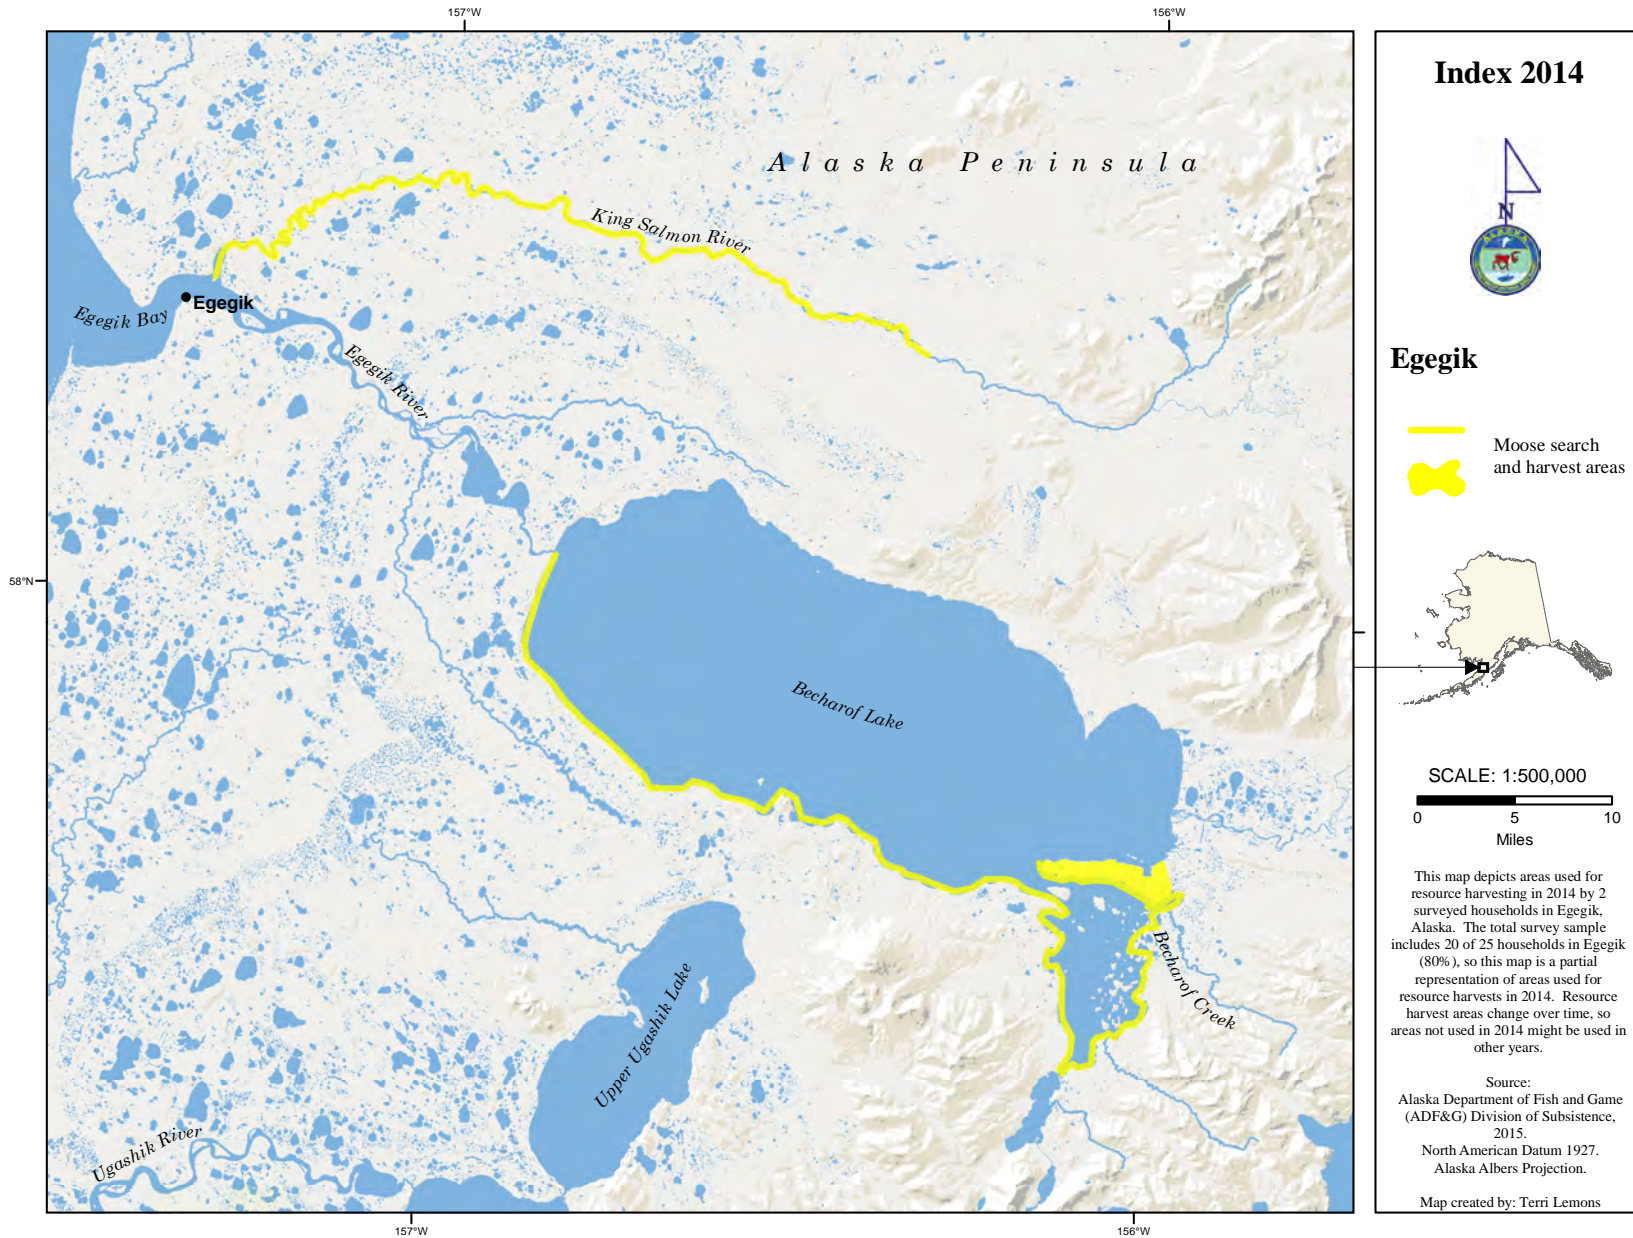 157°W
156°W
Alaska Peninsula
King Salmon River
Egegik
Egegik Bay
Egegik River
58°N
Becharof Lake
Becharof Creek
Upper Ugashik Lake
Ugashik River
157°W
156°W
Index 2014
N
ALASKA
Egegik
Moose search
and harvest areas
SCALE: 1:500,000
0 5 10
Miles
This map depicts areas used for
resource harvesting in 2014 by 2
surveyed households in Egegik,
Alaska. The total survey sample
includes 20 of 25 households in Egegik
(80%), so this map is a partial
representation of areas used for
resource harvests in 2014. Resource
harvest areas change over time, so
areas not used in 2014 might be used in
other years.
Source:
Alaska Department of Fish and Game
(ADF&G) Division of Subsistence,
2015.
North American Datum 1927.
Alaska Albers Projection.
Map created by: Terri Lemons